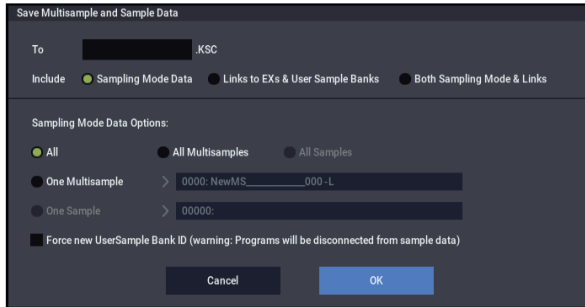 Save Multisample and Sample Data
To .KSC
Include Sampling Mode Data Links to EXs & User Sample Banks Both Sampling Mode & Links
Sampling Mode Data Options:
All All Multisamples All Samples
One Multisample > 0000: NewMS____________000-L
One Sample > 00000:
Force new UserSample Bank ID (warning: Programs will be disconnected from sample data)
Cancel OK